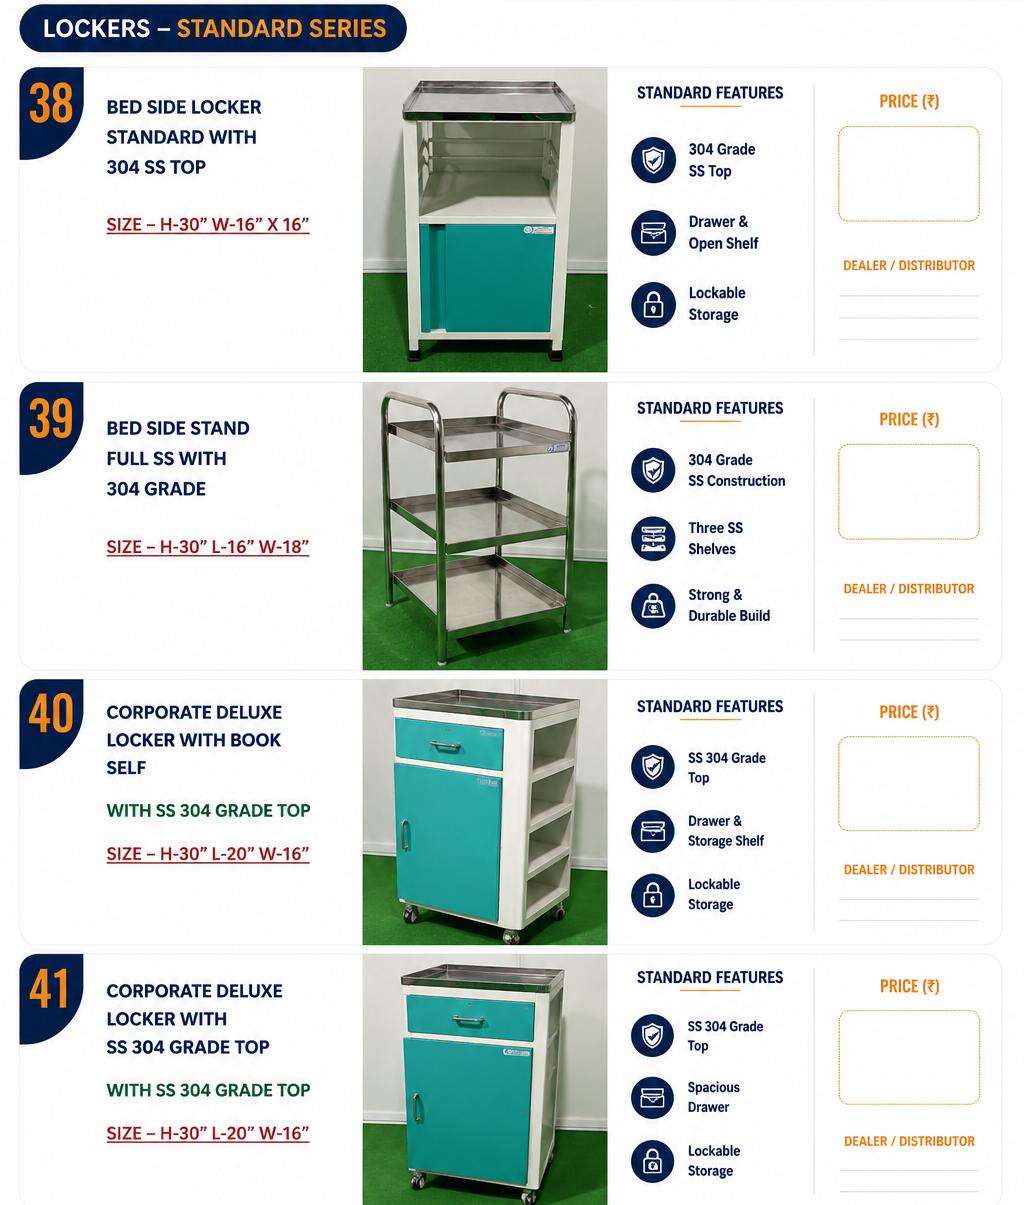 LOCKERS – STANDARD SERIES
38
BED SIDE LOCKER
STANDARD WITH
304 SS TOP
SIZE – H-30” W-16” X 16”
STANDARD FEATURES
304 Grade
SS Top
Drawer &
Open Shelf
Lockable
Storage
PRICE (₹)
DEALER / DISTRIBUTOR
39
BED SIDE STAND
FULL SS WITH
304 GRADE
SIZE – H-30” L-16” W-18”
STANDARD FEATURES
304 Grade
SS Construction
Three SS
Shelves
Strong &
Durable Build
PRICE (₹)
DEALER / DISTRIBUTOR
40
CORPORATE DELUXE
LOCKER WITH BOOK
SELF
WITH SS 304 GRADE TOP
SIZE – H-30” L-20” W-16”
STANDARD FEATURES
SS 304 Grade
Top
Drawer &
Storage Shelf
Lockable
Storage
PRICE (₹)
DEALER / DISTRIBUTOR
41
CORPORATE DELUXE
LOCKER WITH
SS 304 GRADE TOP
WITH SS 304 GRADE TOP
SIZE – H-30” L-20” W-16”
STANDARD FEATURES
SS 304 Grade
Top
Spacious
Drawer
Lockable
Storage
PRICE (₹)
DEALER / DISTRIBUTOR